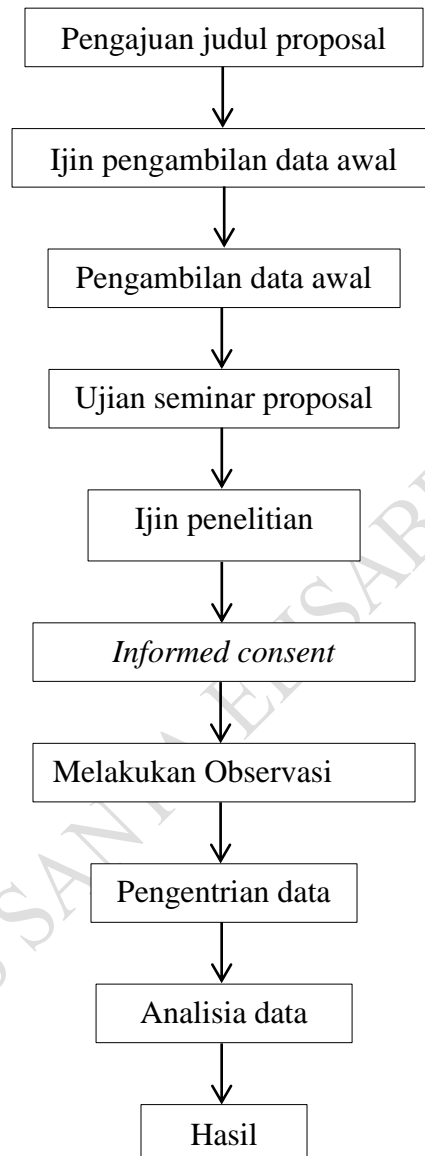 Pengajuan judul proposal
Ijin pengambilan data awal
Pengambilan data awal
Ujian seminar proposal
Ijin penelitian
Informed consent
Melakukan Observasi
Pengentrian data
Analisia data
Hasil